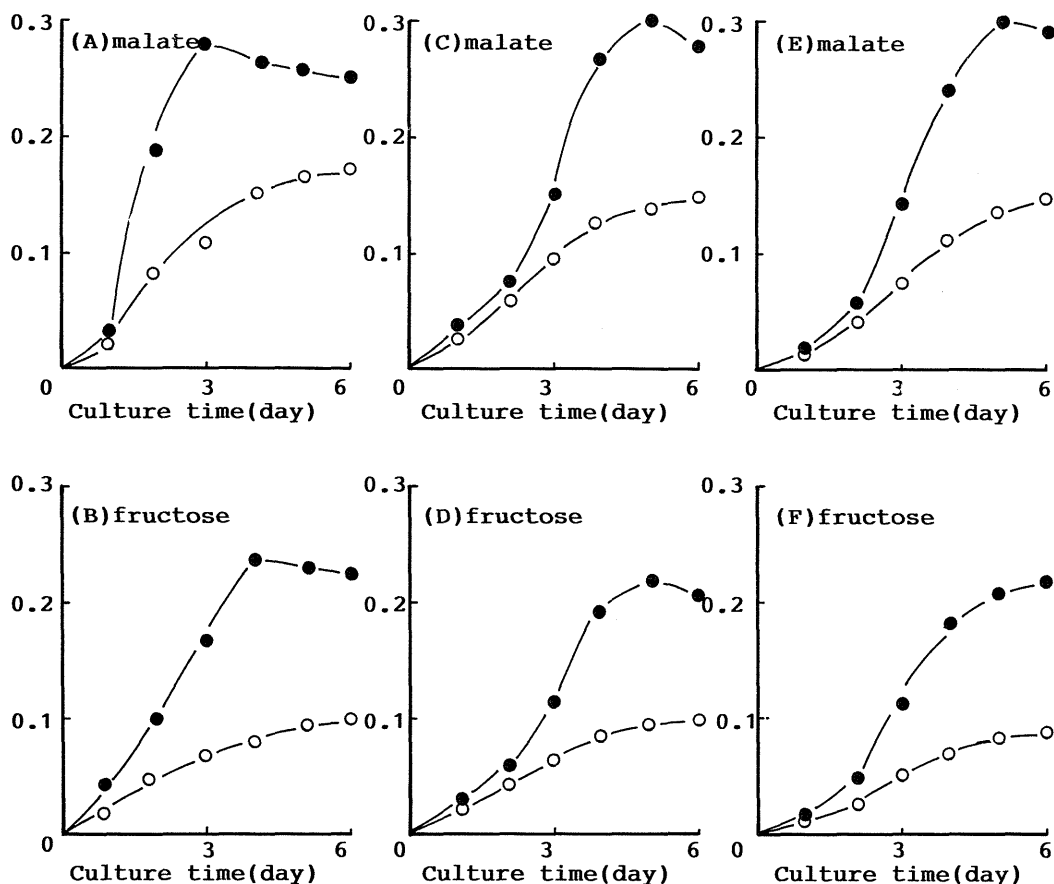 0.3 (A)malate
0.2
0.1
0 3 6
Culture time(day)
0.3 (C)malate
0.2
0.1
0 3 6
Culture time(day)
0.3 (E)malate
0.2
0.1
0 3 6
Culture time(day)
0.3
(B)fructose
0.2
0.1
0 3 6
Culture time(day)
0.3
(D)fructose
0.2
0.1
0 3 6
Culture time(day)
0.3
(F)fructose
0.2
0.1
0 3 6
Culture time(day)